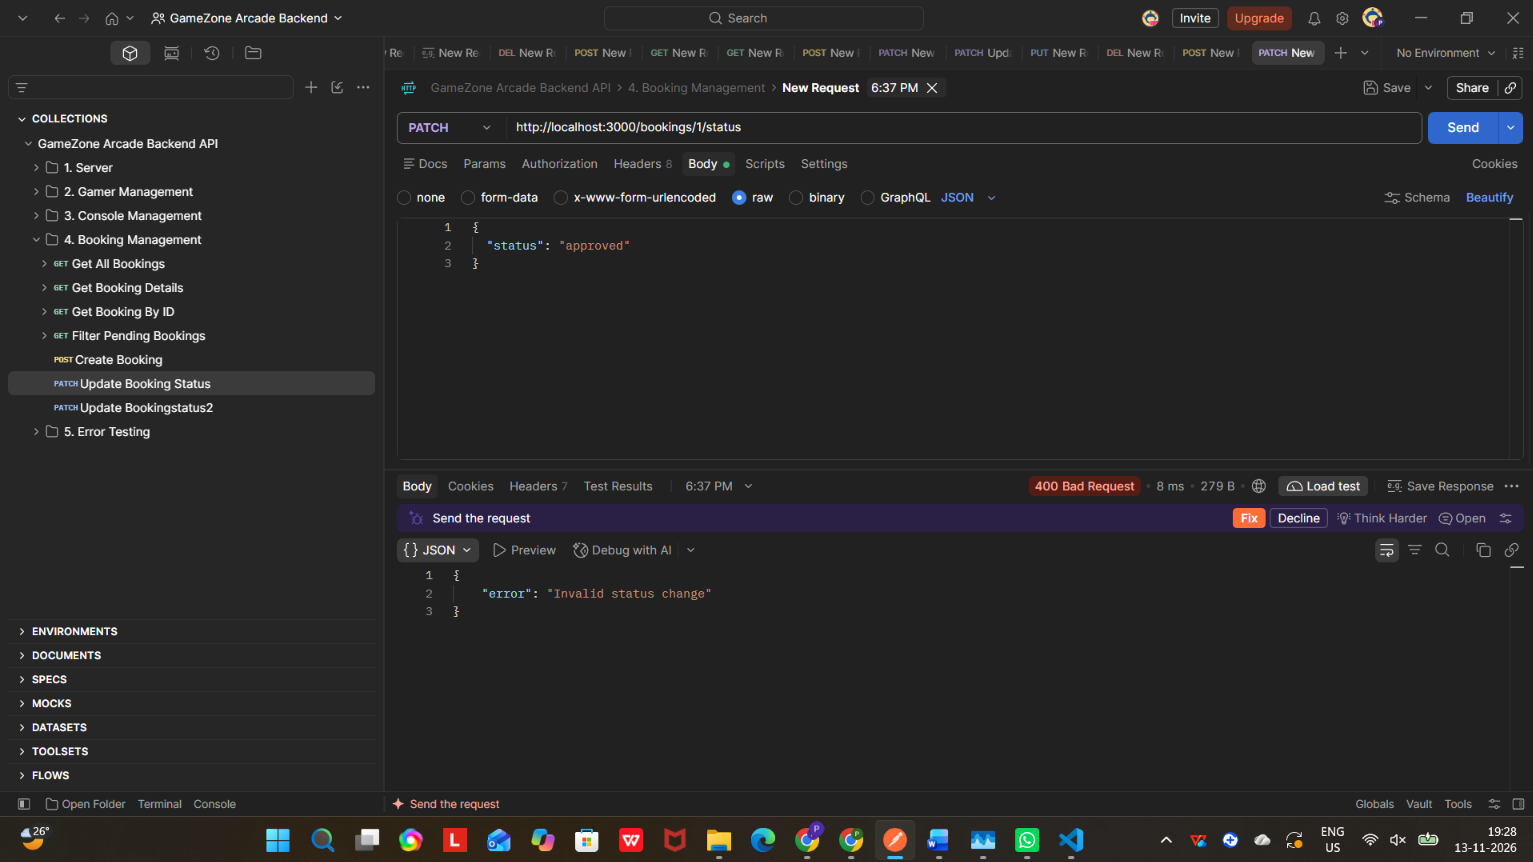 GameZone Arcade Backend
Search
Invite
Upgrade
New Re
DEL New R
POST New
GET New R
GET New R
POST New
PATCH New
PATCH Upd
PUT New R
DEL New R
POST New
PATCH New
No Environment
GameZone Arcade Backend API > 4. Booking Management > New Request 6:37 PM
Save
Share
COLLECTIONS
GameZone Arcade Backend API
1. Server
2. Gamer Management
3. Console Management
4. Booking Management
GET Get All Bookings
GET Get Booking Details
GET Get Booking By ID
GET Filter Pending Bookings
POST Create Booking
PATCH Update Booking Status
PATCH Update Bookingstatus2
5. Error Testing
ENVIRONMENTS
DOCUMENTS
SPECS
MOCKS
DATASETS
TOOLSETS
FLOWS
PATCH
http://localhost:3000/bookings/1/status
Send
Docs Params Authorization Headers 8 Body Scripts Settings
Cookies
none form-data x-www-form-urlencoded raw binary GraphQL JSON
Schema Beautify
1 {
2 "status": "approved"
3 }
Body Cookies Headers 7 Test Results 6:37 PM
400 Bad Request • 8 ms • 279 B
Load test
e.g. Save Response
Send the request
Fix Decline Think Harder Open
{} JSON Preview Debug with AI
1 {
2 "error": "Invalid status change"
3 }
Open Folder Terminal Console
Send the request
Globals Vault Tools
26°
ENG
US
19:28
13-11-2026